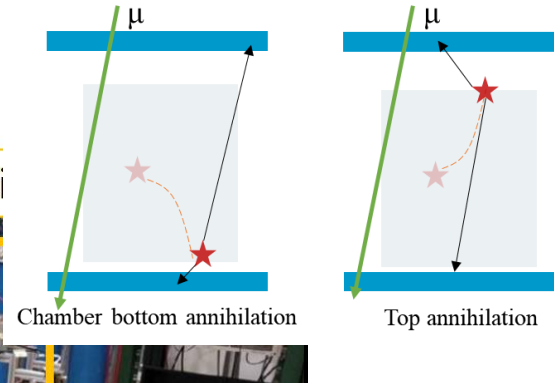 μ
μ
Chamber bottom annihilation
Top annihilation